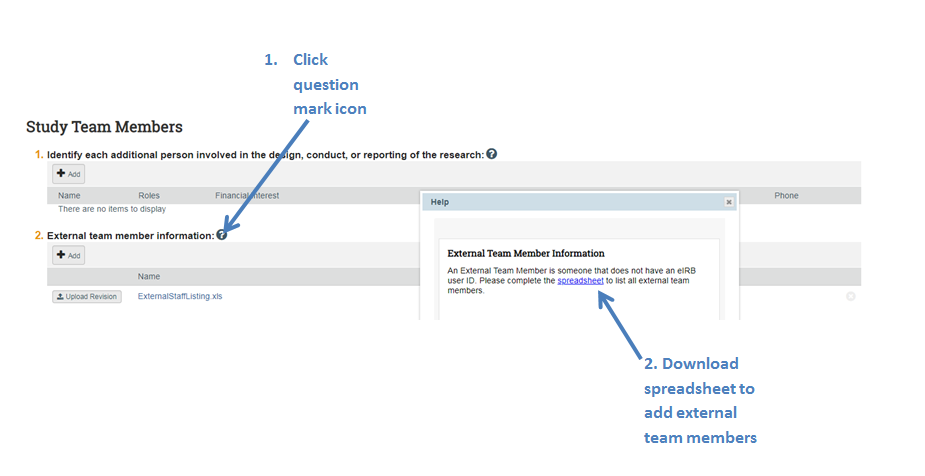 1. Click
question
mark icon
Study Team Members
1. Identify each additional person involved in the design, conduct, or reporting of the research: ?
+ Add
Name Roles Financial Interest Phone
There are no items to display
Help
2. External team member information: ?
+ Add
External Team Member Information
An External Team Member is someone that does not have an eIRB
user ID. Please complete the spreadsheet to list all external team
members.
Name
Upload Revision ExternalStaffListing.xls
2. Download
spreadsheet to
add external
team members